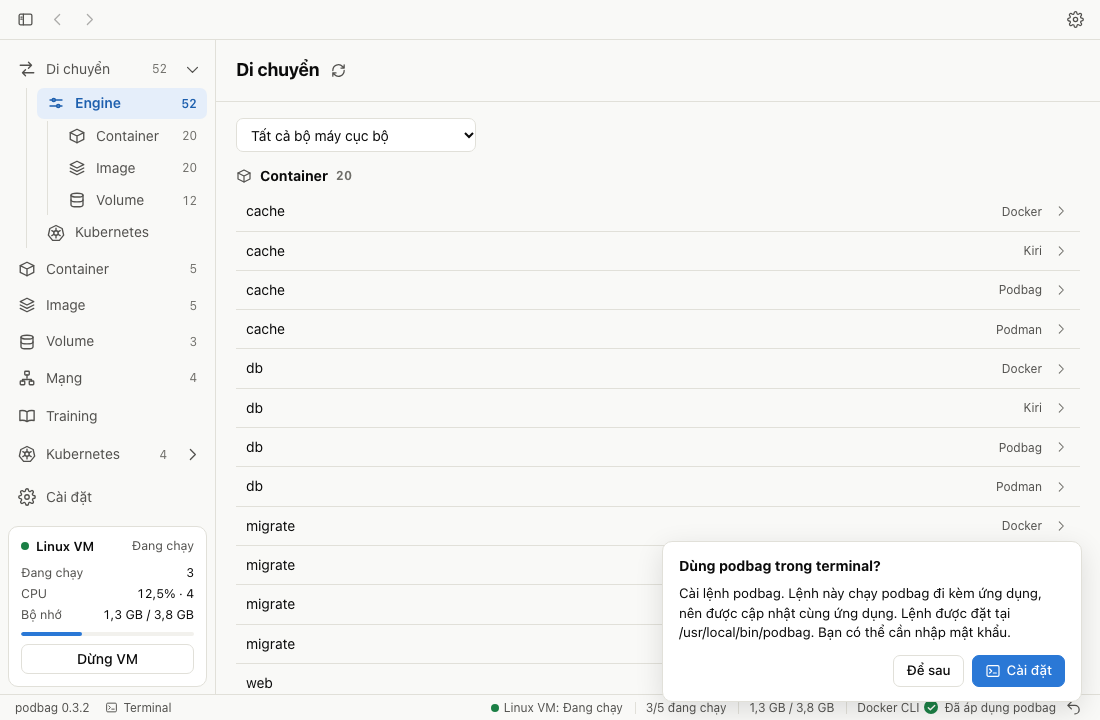 Di chuyển 52
Engine 52
Container 20
Image 20
Volume 12
Kubernetes
Container 5
Image 5
Volume 3
Mạng 4
Training
Kubernetes 4
Cài đặt
Linux VM Đang chạy
Đang chạy 3
CPU 12,5% · 4
Bộ nhớ 1,3 GB / 3,8 GB
Dừng VM
Di chuyển
Tất cả bộ máy cục bộ
Container 20
cache Docker
cache Kiri
cache Podbag
cache Podman
db Docker
db Kiri
db Podbag
db Podman
migrate Docker
migrate
migrate
migrate
web
Dùng podbag trong terminal?
Cài lệnh podbag. Lệnh này chạy podbag đi kèm ứng dụng,
nên được cập nhật cùng ứng dụng. Lệnh được đặt tại
/usr/local/bin/podbag. Bạn có thể cần nhập mật khẩu.
Để sau Cài đặt
podbag 0.3.2 Terminal Linux VM: Đang chạy 3/5 đang chạy 1,3 GB / 3,8 GB Docker CLI Đã áp dụng podbag